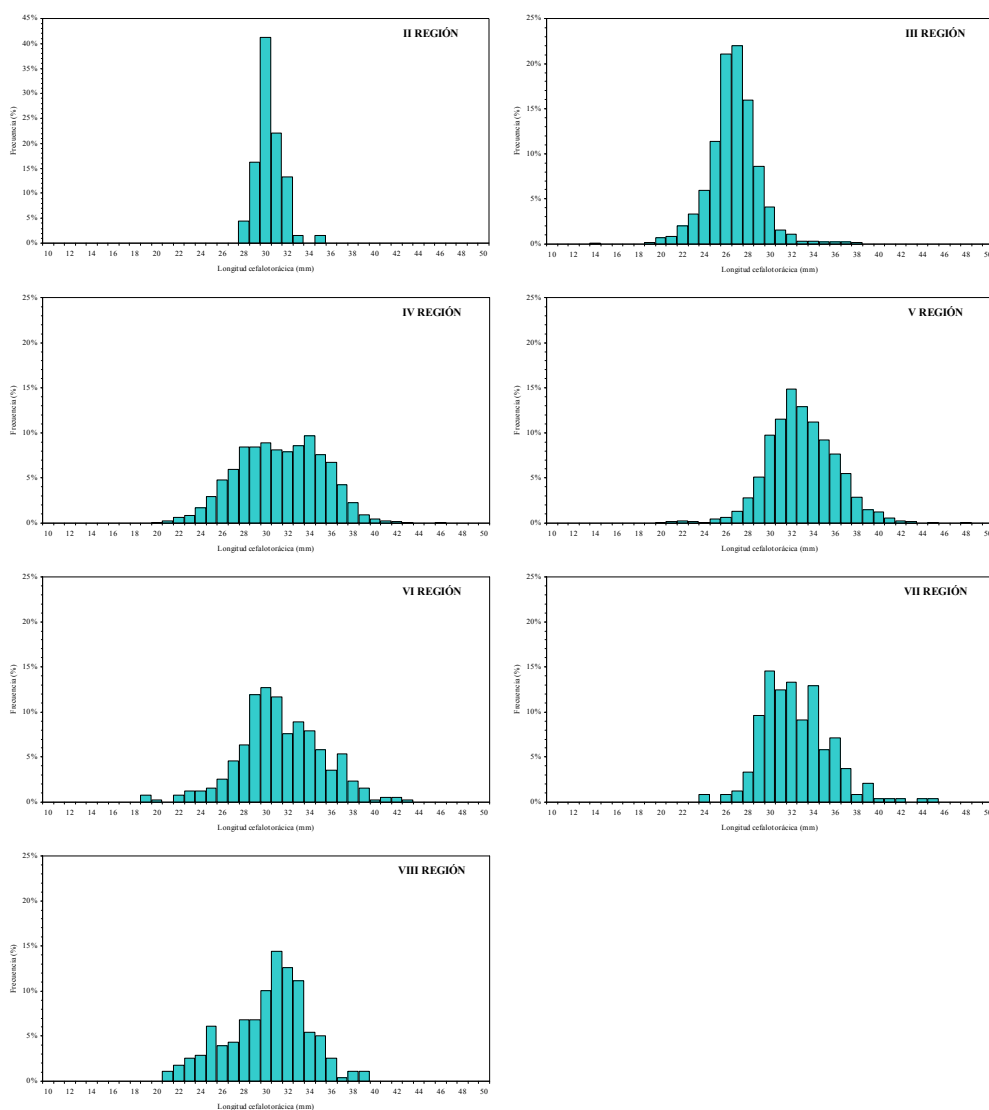 II REGIÓN
45%
40%
35%
30%
25%
20%
15%
10%
5%
0%
Frecuencia (%)
10 12 14 16 18 20 22 24 26 28 30 32 34 36 38 40 42 44 46 48 50
Longitud cefalotorácica (mm)
III REGIÓN
25%
20%
15%
10%
5%
0%
Frecuencia (%)
10 12 14 16 18 20 22 24 26 28 30 32 34 36 38 40 42 44 46 48 50
Longitud cefalotorácica (mm)
IV REGIÓN
25%
20%
15%
10%
5%
0%
Frecuencia (%)
10 12 14 16 18 20 22 24 26 28 30 32 34 36 38 40 42 44 46 48 50
Longitud cefalotorácica (mm)
V REGIÓN
25%
20%
15%
10%
5%
0%
Frecuencia (%)
10 12 14 16 18 20 22 24 26 28 30 32 34 36 38 40 42 44 46 48 50
Longitud cefalotorácica (mm)
VI REGIÓN
25%
20%
15%
10%
5%
0%
Frecuencia (%)
10 12 14 16 18 20 22 24 26 28 30 32 34 36 38 40 42 44 46 48 50
Longitud cefalotorácica (mm)
VII REGIÓN
25%
20%
15%
10%
5%
0%
Frecuencia (%)
10 12 14 16 18 20 22 24 26 28 30 32 34 36 38 40 42 44 46 48 50
Longitud cefalotorácica (mm)
VIII REGIÓN
25%
20%
15%
10%
5%
0%
Frecuencia (%)
10 12 14 16 18 20 22 24 26 28 30 32 34 36 38 40 42 44 46 48 50
Longitud cefalotorácica (mm)